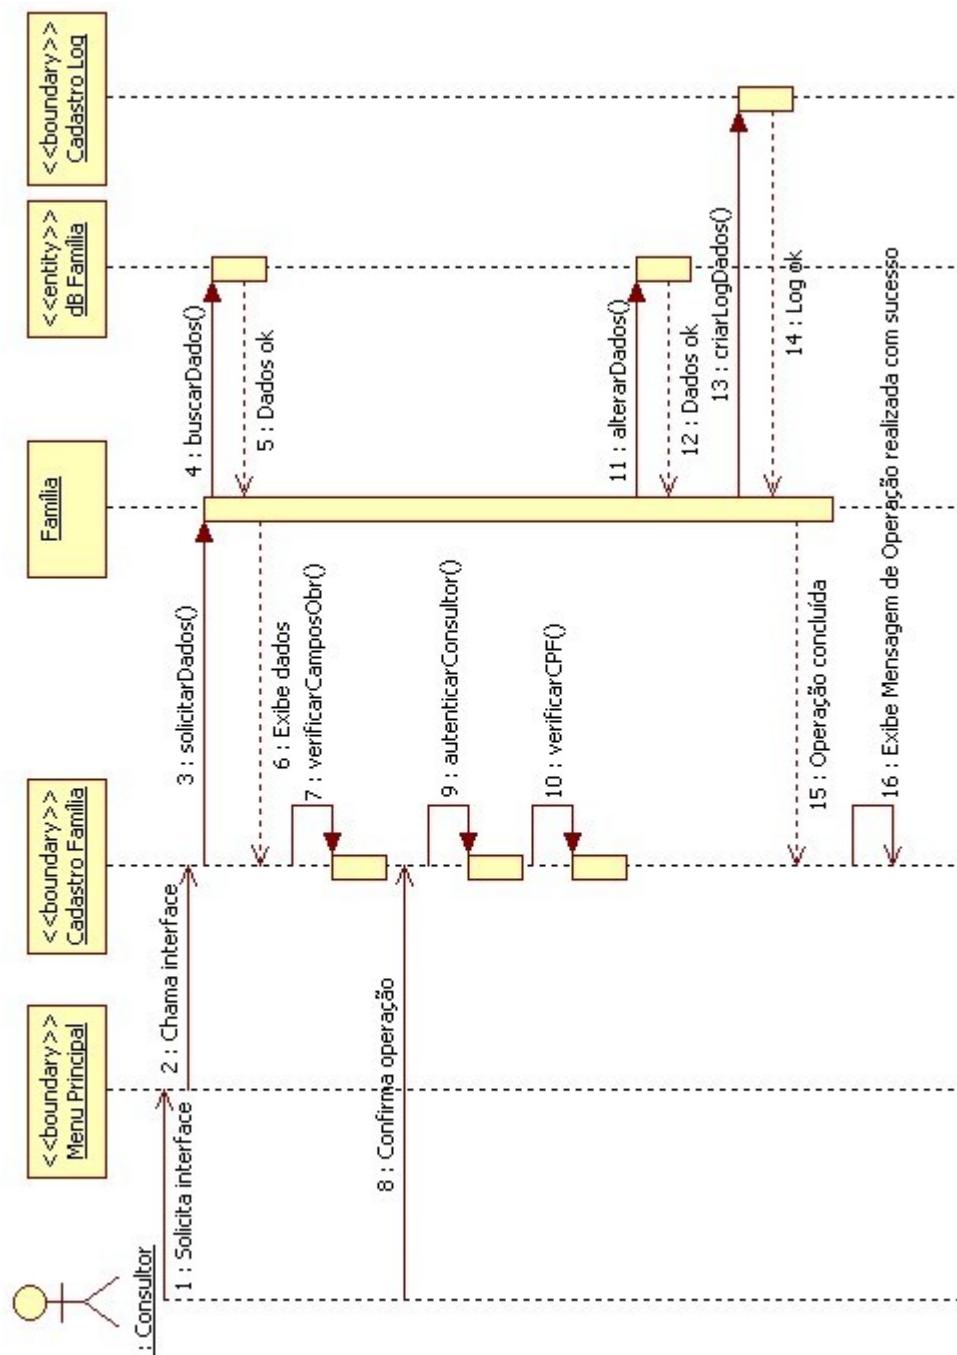 : Consultor
<<boundary>>
Menu Principal
<<boundary>>
Cadastro Família
Família
<<entity>>
dB Família
<<boundary>>
Cadastro Log
1 : Solicita interface
2 : Chama interface
3 : solicitarDados()
4 : buscarDados()
5 : Dados ok
6 : Exibe dados
7 : verificarCamposObr()
8 : Confirma operação
9 : autenticarConsultor()
10 : verificarCPF()
11 : alterarDados()
12 : Dados ok
13 : criarLogDados()
14 : Log ok
15 : Operação concluída
16 : Exibe Mensagem de Operação realizada com sucesso